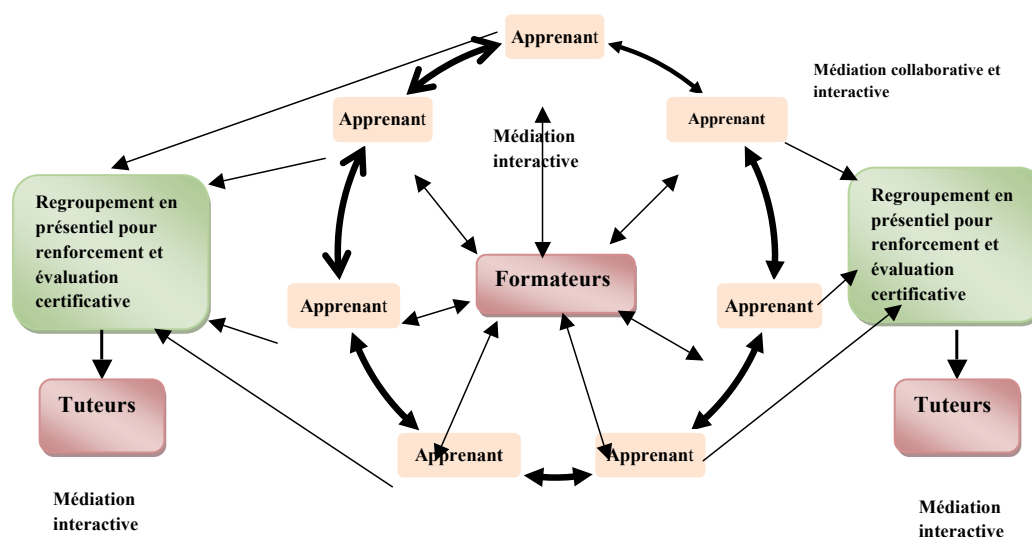 Apprenant
Médiation collaborative et
interactive
Apprenant
Apprenant
Médiation
interactive
Regroupement en
présentiel pour
renforcement et
évaluation
certificative
Regroupement en
présentiel pour
renforcement et
évaluation
certificative
Formateurs
Apprenant
Apprenant
Tuteurs
Tuteurs
Apprenant
Apprenant
Médiation
interactive
Médiation
interactive